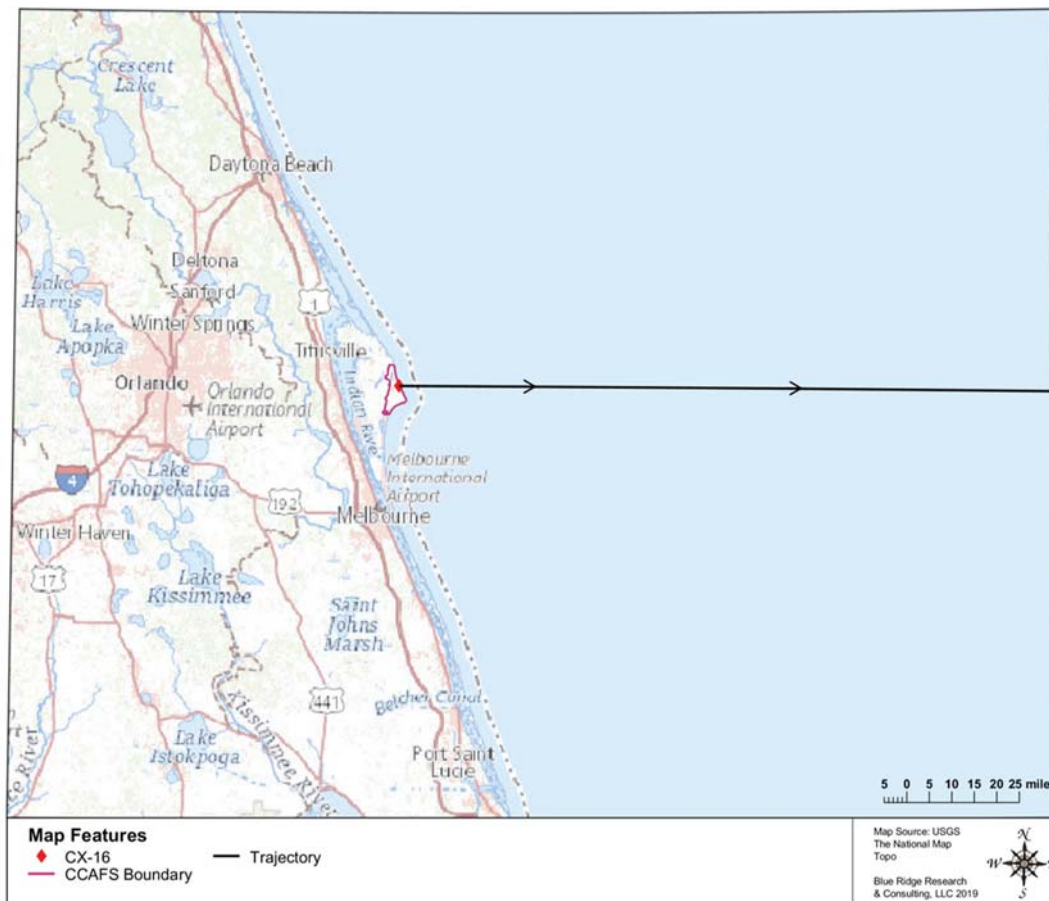 Crescent
Lake
Daytona Beach
Deltona
Sanford
Lake
Harris
Winter Springs
Lake
Apopka
1
Titusville
Orlando
Orlando
International
Airport
Indian River
Melbourne
International
Airport
4
Lake
Tohopekaliga
192
Melbourne
Winter Haven
17
Lake
Kissimmee
Saint
Johns
Marsh
441
Belcher Canal
Kissimmee River
Lake
Istokpoga
Port Saint
Lucie
ce River
5 0 5 10 15 20 25 mile
Map Features
CX-16
Trajectory
CCAFS Boundary
Map Source: USGS
The National Map
Topo
Blue Ridge Research
& Consulting, LLC 2019
N
W
S